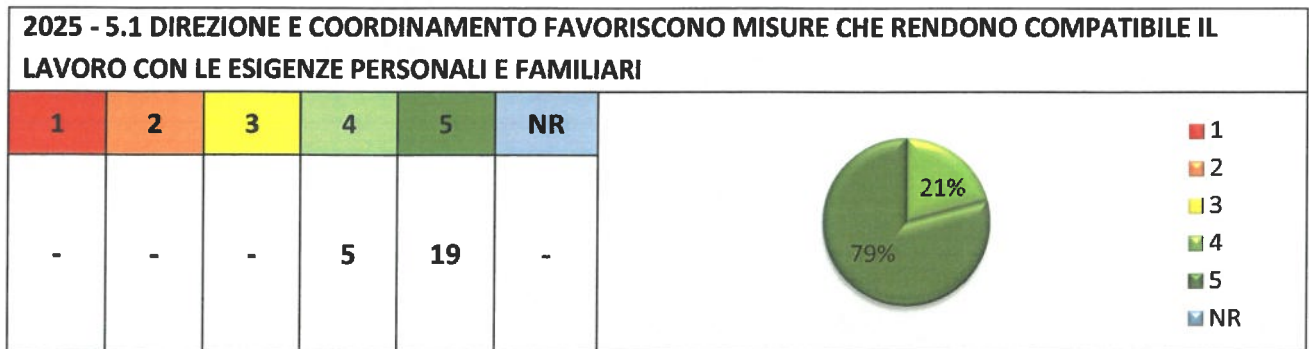 2025 - 5.1 DIREZIONE E COORDINAMENTO FAVORISCONO MISURE CHE RENDONO COMPATIBILE IL
LAVORO CON LE ESIGENZE PERSONALI E FAMILIARI
1 2 3 4 5 NR
- - - 5 19 -
21%
79%
1
2
3
4
5
NR